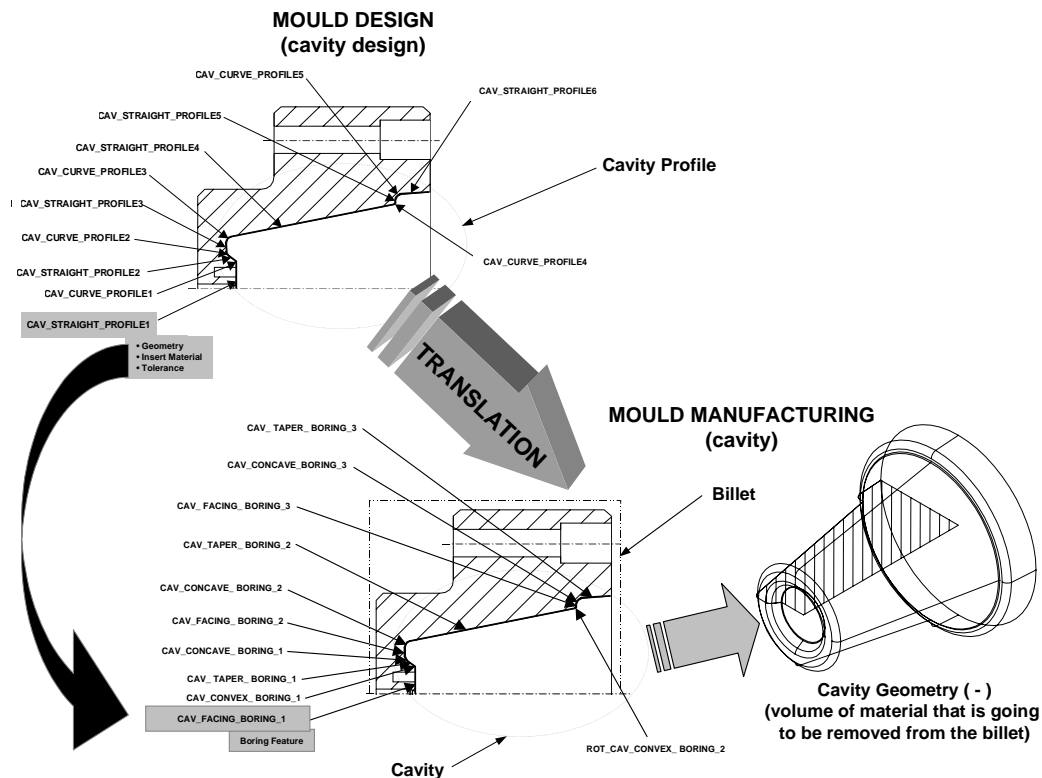 MOULD DESIGN
(cavity design)
CAV_CURVE_PROFILE5
CAV_STRAIGHT_PROFILE6
CAV_STRAIGHT_PROFILE5
CAV_STRAIGHT_PROFILE4
Cavity Profile
CAV_CURVE_PROFILE3
CAV_STRAIGHT_PROFILE3
CAV_CURVE_PROFILE2
CAV_CURVE_PROFILE4
CAV_STRAIGHT_PROFILE2
CAV_CURVE_PROFILE1
CAV_STRAIGHT_PROFILE1
• Geometry
• Insert Material
• Tolerance
TRANSLATION
MOULD MANUFACTURING
(cavity)
CAV_ TAPER_ BORING_3
CAV_CONCAVE_BORING_3
Billet
CAV_ FACING_BORING_3
CAV_TAPER_ BORING_2
CAV_CONCAVE_ BORING_2
CAV_FACING_ BORING_2
CAV_CONCAVE_ BORING_1
CAV_ TAPER_ BORING_1
CAV_CONVEX_ BORING_1
CAV_FACING_BORING_1
Boring Feature
ROT_CAV_CONVEX_ BORING_2
Cavity
Cavity Geometry ( - )
(volume of material that is going
to be removed from the billet)